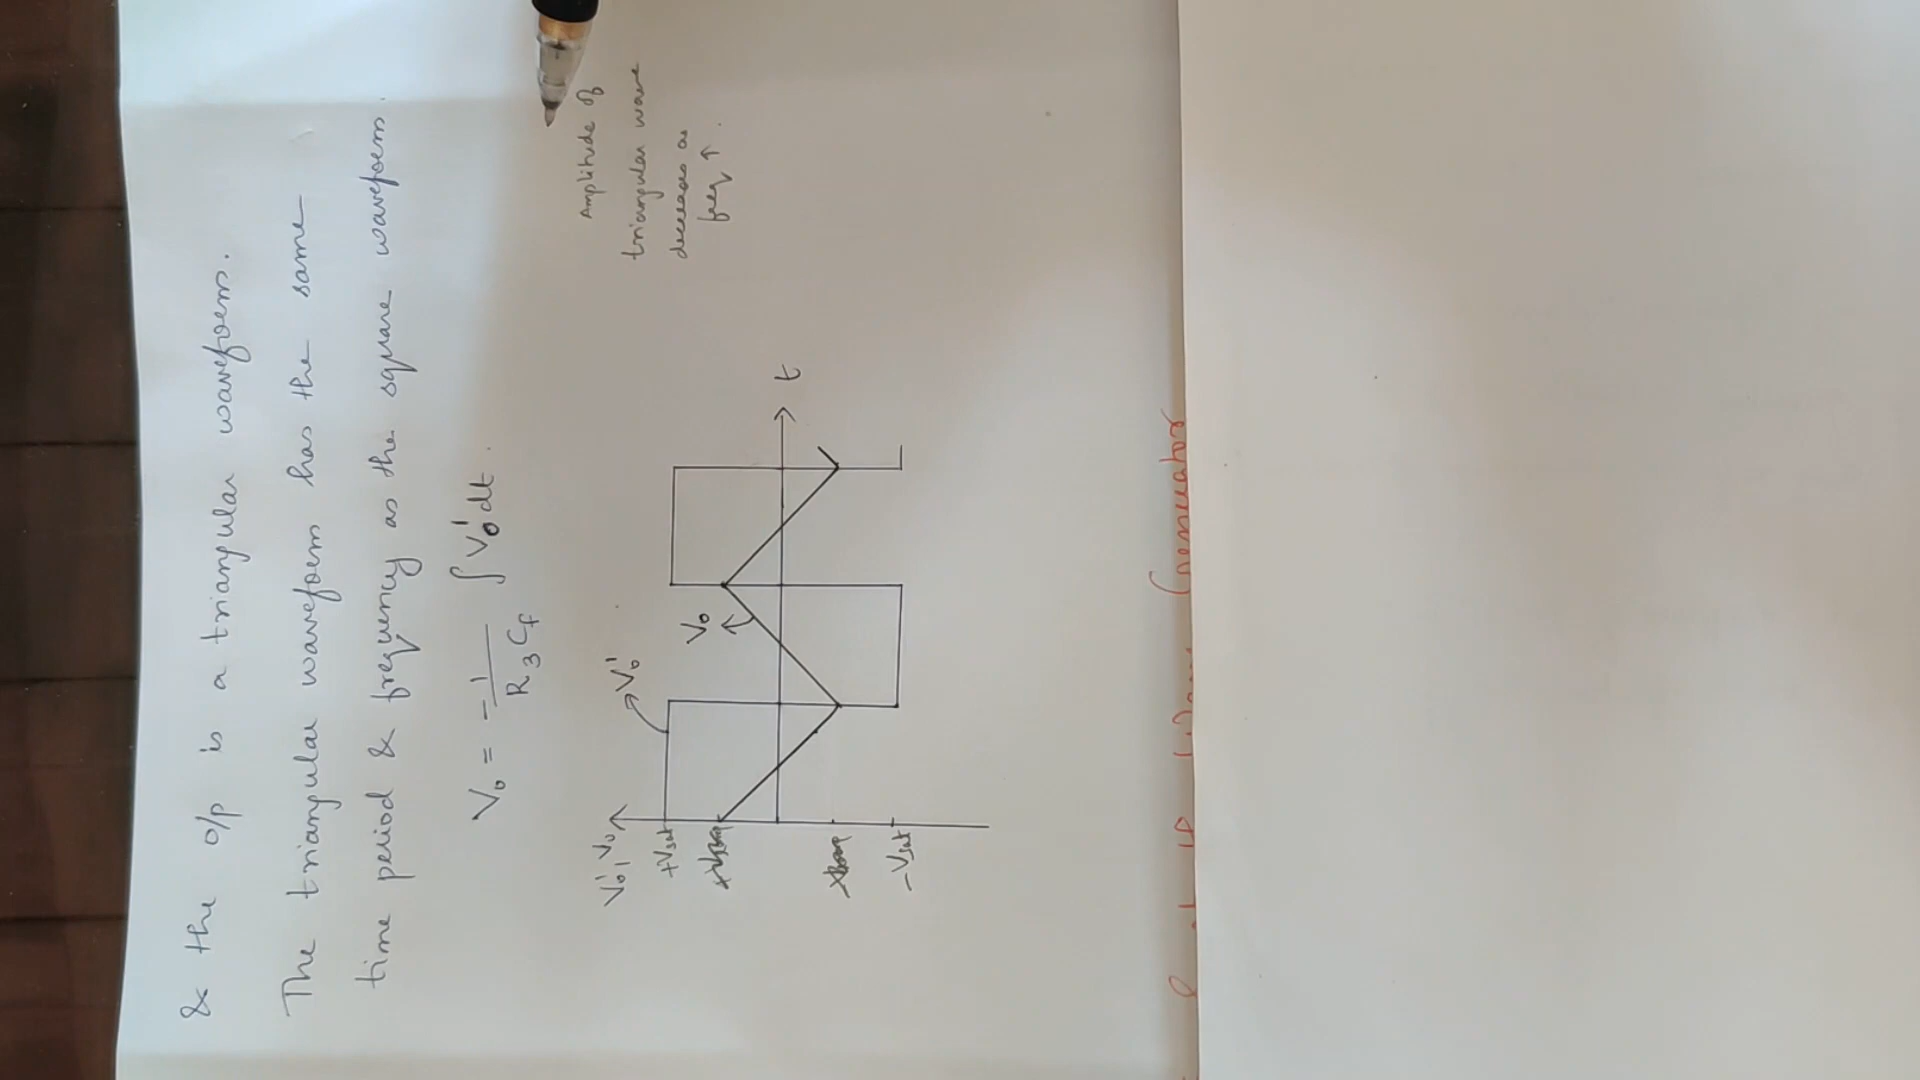 & the o/p is a triangular waveform.
The triangular waveform has the same
time period & frequency as the square waveform.
V₀ = -1/R₃C_f ∫ V₀' dt.
Amplitude of
triangular wave
decreases as
freq ↑.
V₀', V₀
V₀'
+Vsat
V₀
t
-Vsat
Generator